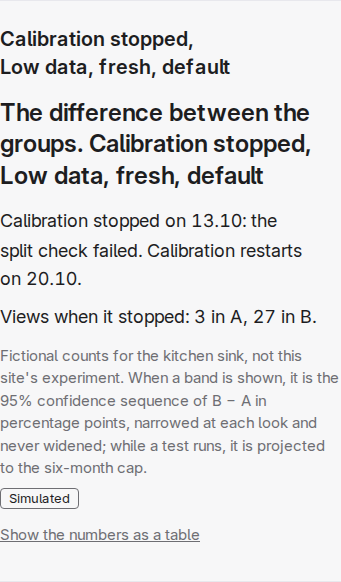 Calibration stopped,
Low data, fresh, default
The difference between the
groups. Calibration stopped,
Low data, fresh, default
Calibration stopped on 13.10: the
split check failed. Calibration restarts
on 20.10.
Views when it stopped: 3 in A, 27 in B.
Fictional counts for the kitchen sink, not this
site's experiment. When a band is shown, it is the
95% confidence sequence of B − A in
percentage points, narrowed at each look and
never widened; while a test runs, it is projected
to the six-month cap.
Simulated
Show the numbers as a table